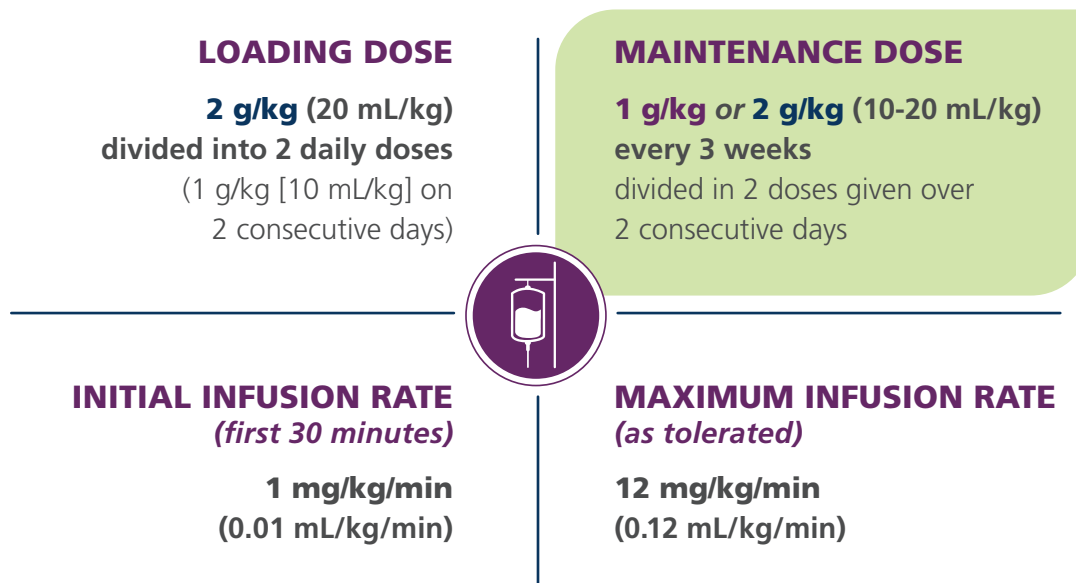 LOADING DOSE
2 g/kg (20 mL/kg)
divided into 2 daily doses
(1 g/kg [10 mL/kg] on
2 consecutive days)
MAINTENANCE DOSE
1 g/kg or 2 g/kg (10-20 mL/kg)
every 3 weeks
divided in 2 doses given over
2 consecutive days
INITIAL INFUSION RATE
(first 30 minutes)
1 mg/kg/min
(0.01 mL/kg/min)
MAXIMUM INFUSION RATE
(as tolerated)
12 mg/kg/min
(0.12 mL/kg/min)